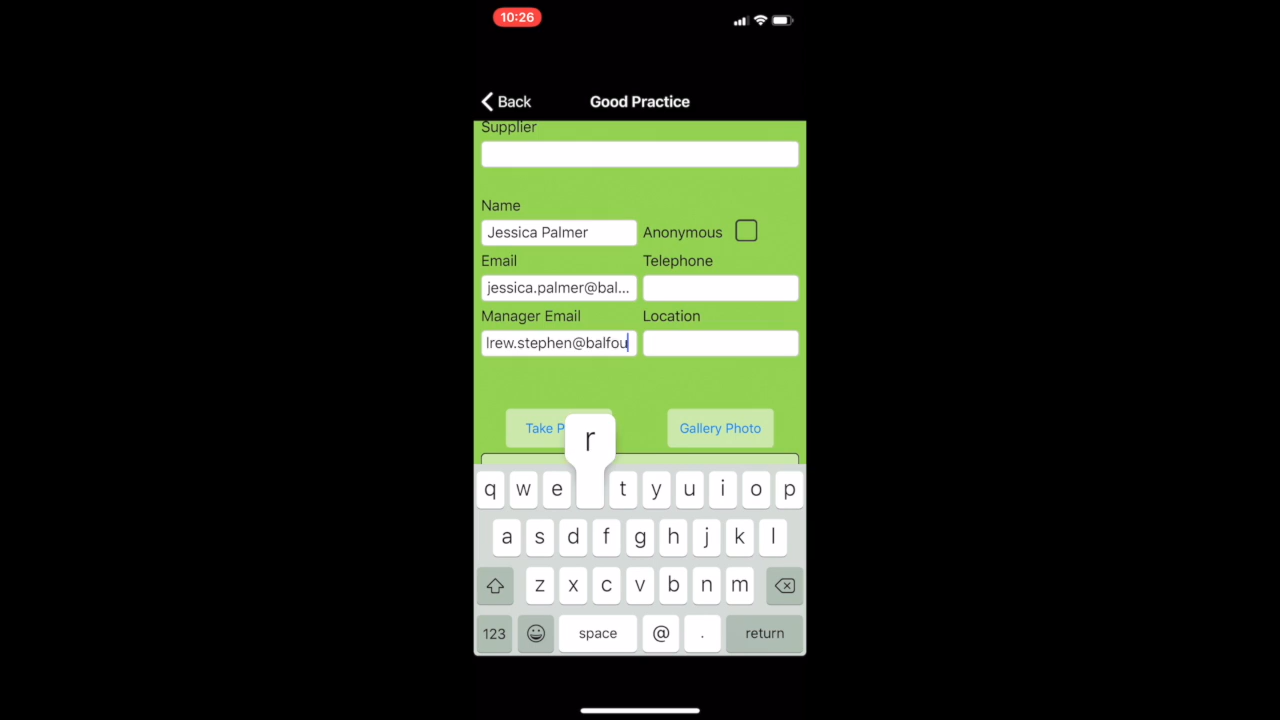 10:26
Back Good Practice
Supplier
Name
Jessica Palmer Anonymous
Email Telephone
jessica.palmer@bal...
Manager Email Location
lrew.stephen@balfou
Take P Gallery Photo
r
q w e t y u i o p
a s d f g h j k l
z x c v b n m
123 space @ . return